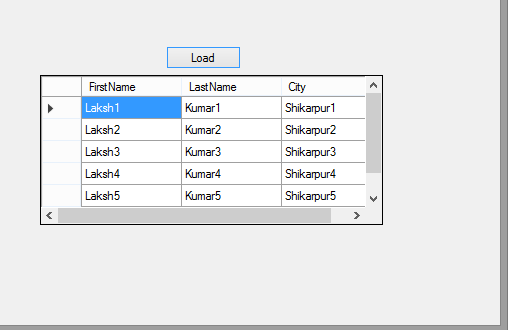 Load
FirstName LastName City
Laksh1 Kumar1 Shikarpur1
Laksh2 Kumar2 Shikarpur2
Laksh3 Kumar3 Shikarpur3
Laksh4 Kumar4 Shikarpur4
Laksh5 Kumar5 Shikarpur5